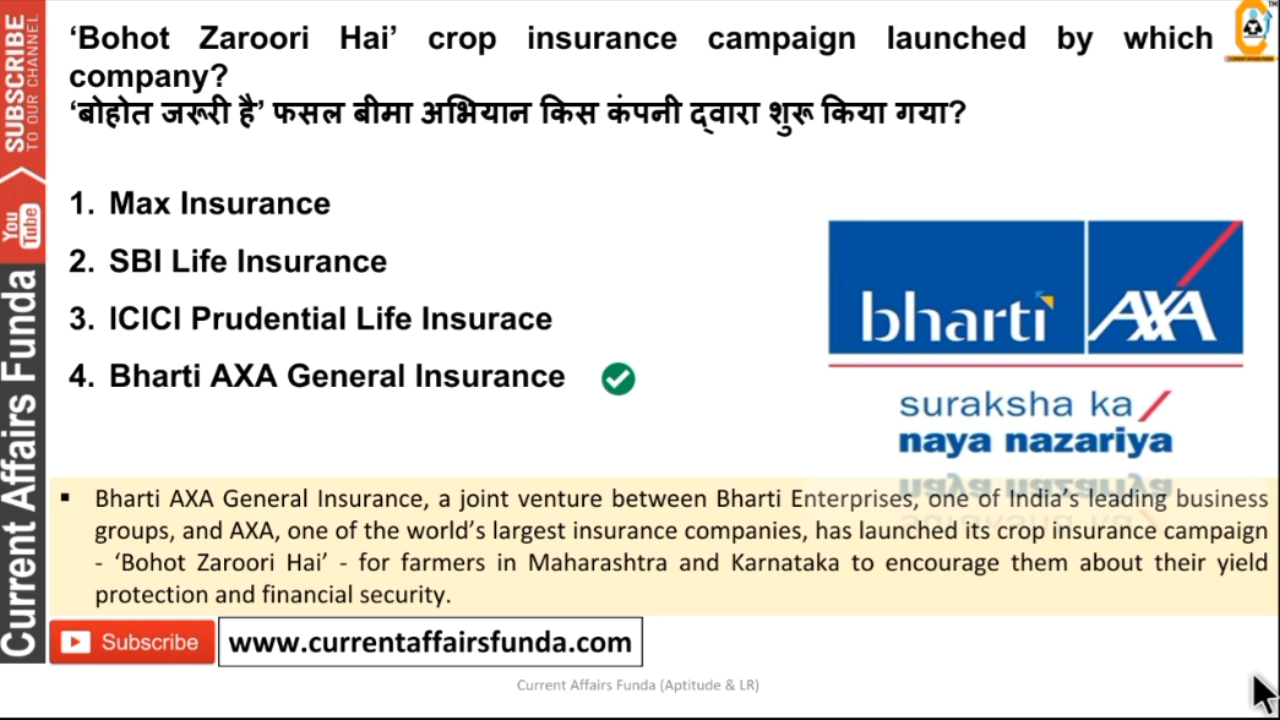 SUBSCRIBE
TO OUR CHANNEL
You
Tube
Current Affairs Funda
‘Bohot Zaroori Hai’ crop insurance campaign launched by which
company?
‘बोहोत जरूरी है’ फसल बीमा अभियान किस कंपनी द्वारा शुरू किया गया?
1. Max Insurance
2. SBI Life Insurance
3. ICICI Prudential Life Insurace
4. Bharti AXA General Insurance
bharti AXA
suraksha ka
naya nazariya
▪ Bharti AXA General Insurance, a joint venture between Bharti Enterprises, one of India’s leading business
groups, and AXA, one of the world’s largest insurance companies, has launched its crop insurance campaign
- ‘Bohot Zaroori Hai’ - for farmers in Maharashtra and Karnataka to encourage them about their yield
protection and financial security.
Subscribe
www.currentaffairsfunda.com
Current Affairs Funda (Aptitude & LR)